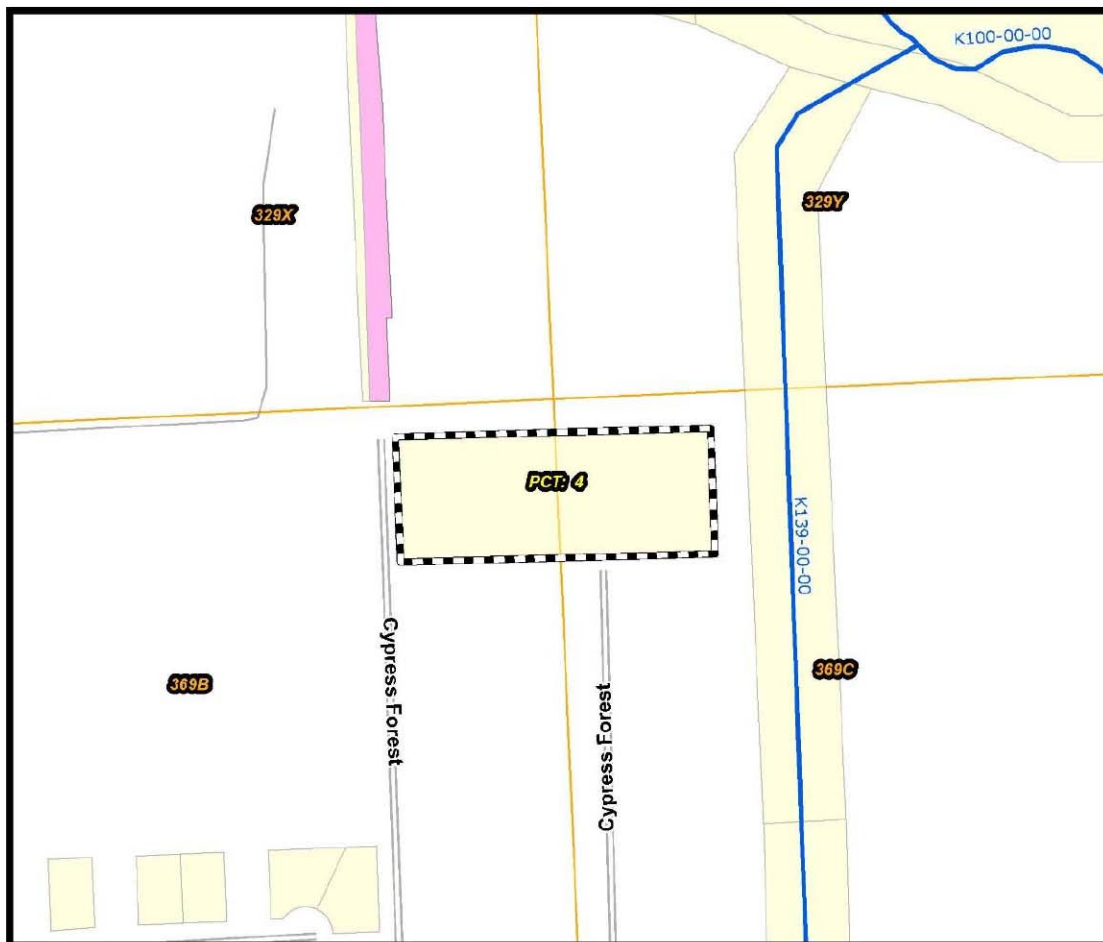 K100-00-00
329X
329Y
PCT: 4
K139-00-00
Cypress Forest
369B
369C
Cypress Forest